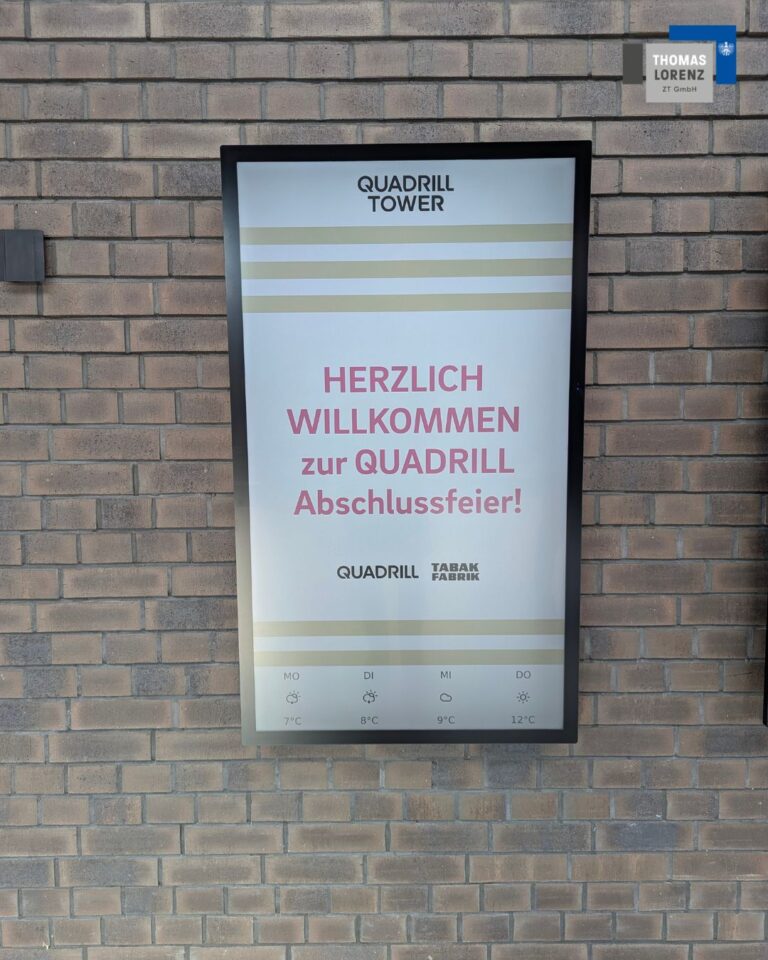 THOMAS
LORENZ
ZT GmbH
QUADRILL
TOWER
HERZLICH
WILLKOMMEN
zur QUADRILL
Abschlussfeier!
QUADRILL TABAK FABRIK
MO DI MI DO
7°C 8°C 9°C 12°C